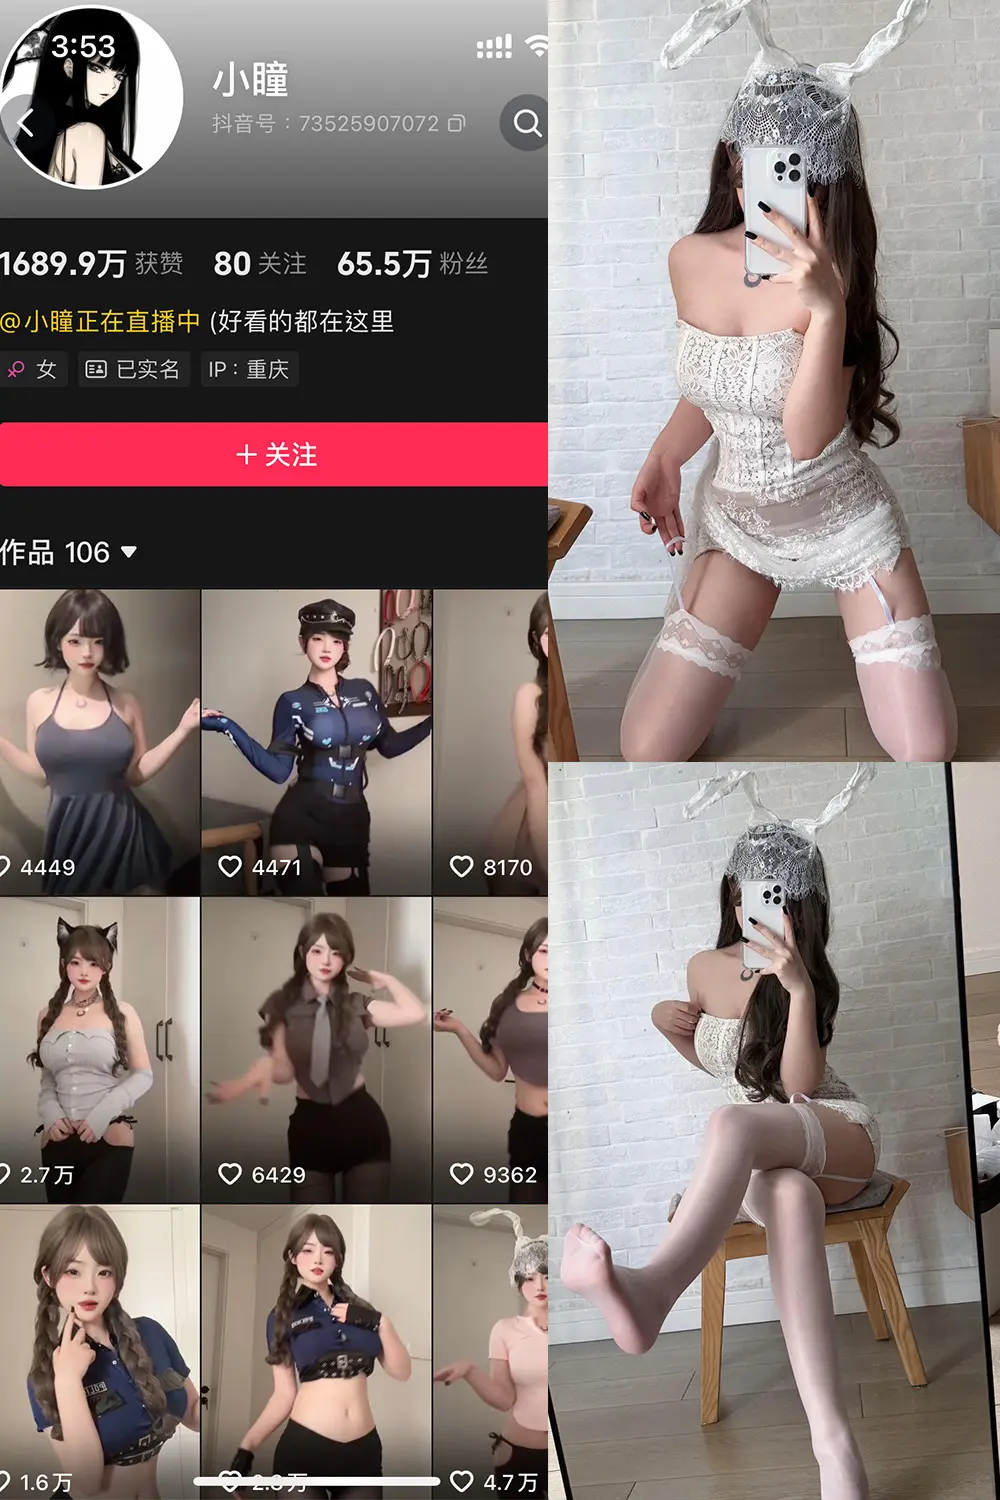 3:53
小瞳
抖音号：73525907072
1689.9万 获赞 80 关注 65.5万 粉丝
@小瞳正在直播中 (好看的都在这里
女 已实名 IP：重庆
+ 关注
作品 106
4449 4471 8170
2.7万 6429 9362
POLICE
1.6万 2.8万 4.7万